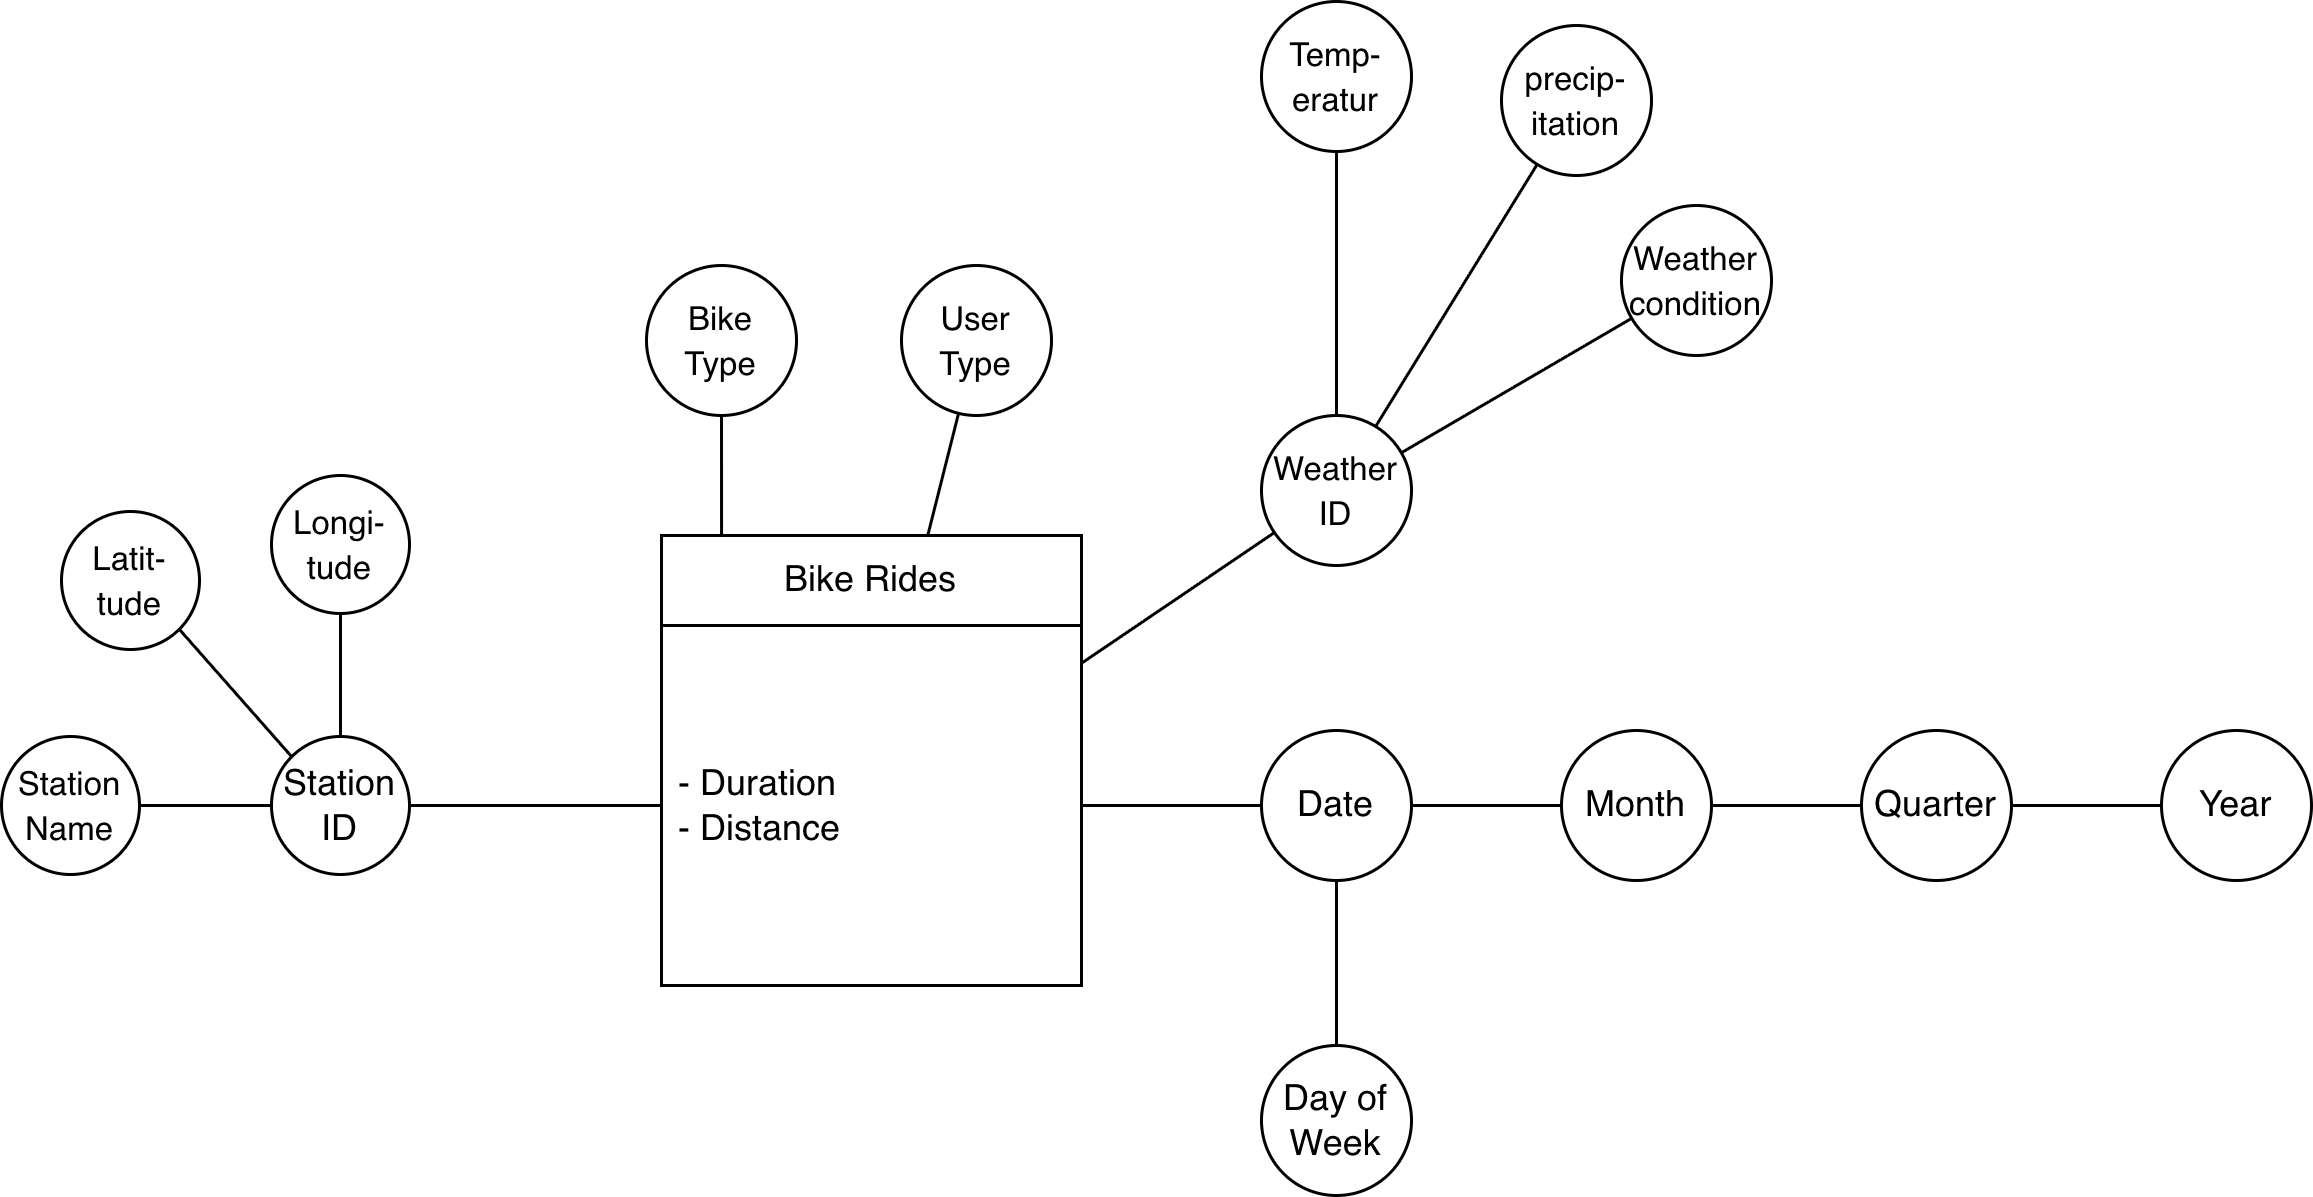 Temp-
eratur
precip-
itation
Weather
condition
Bike
Type
User
Type
Weather
ID
Latit-
tude
Longi-
tude
Bike Rides
Station
Name
Station
ID
- Duration
- Distance
Date
Month
Quarter
Year
Day of
Week